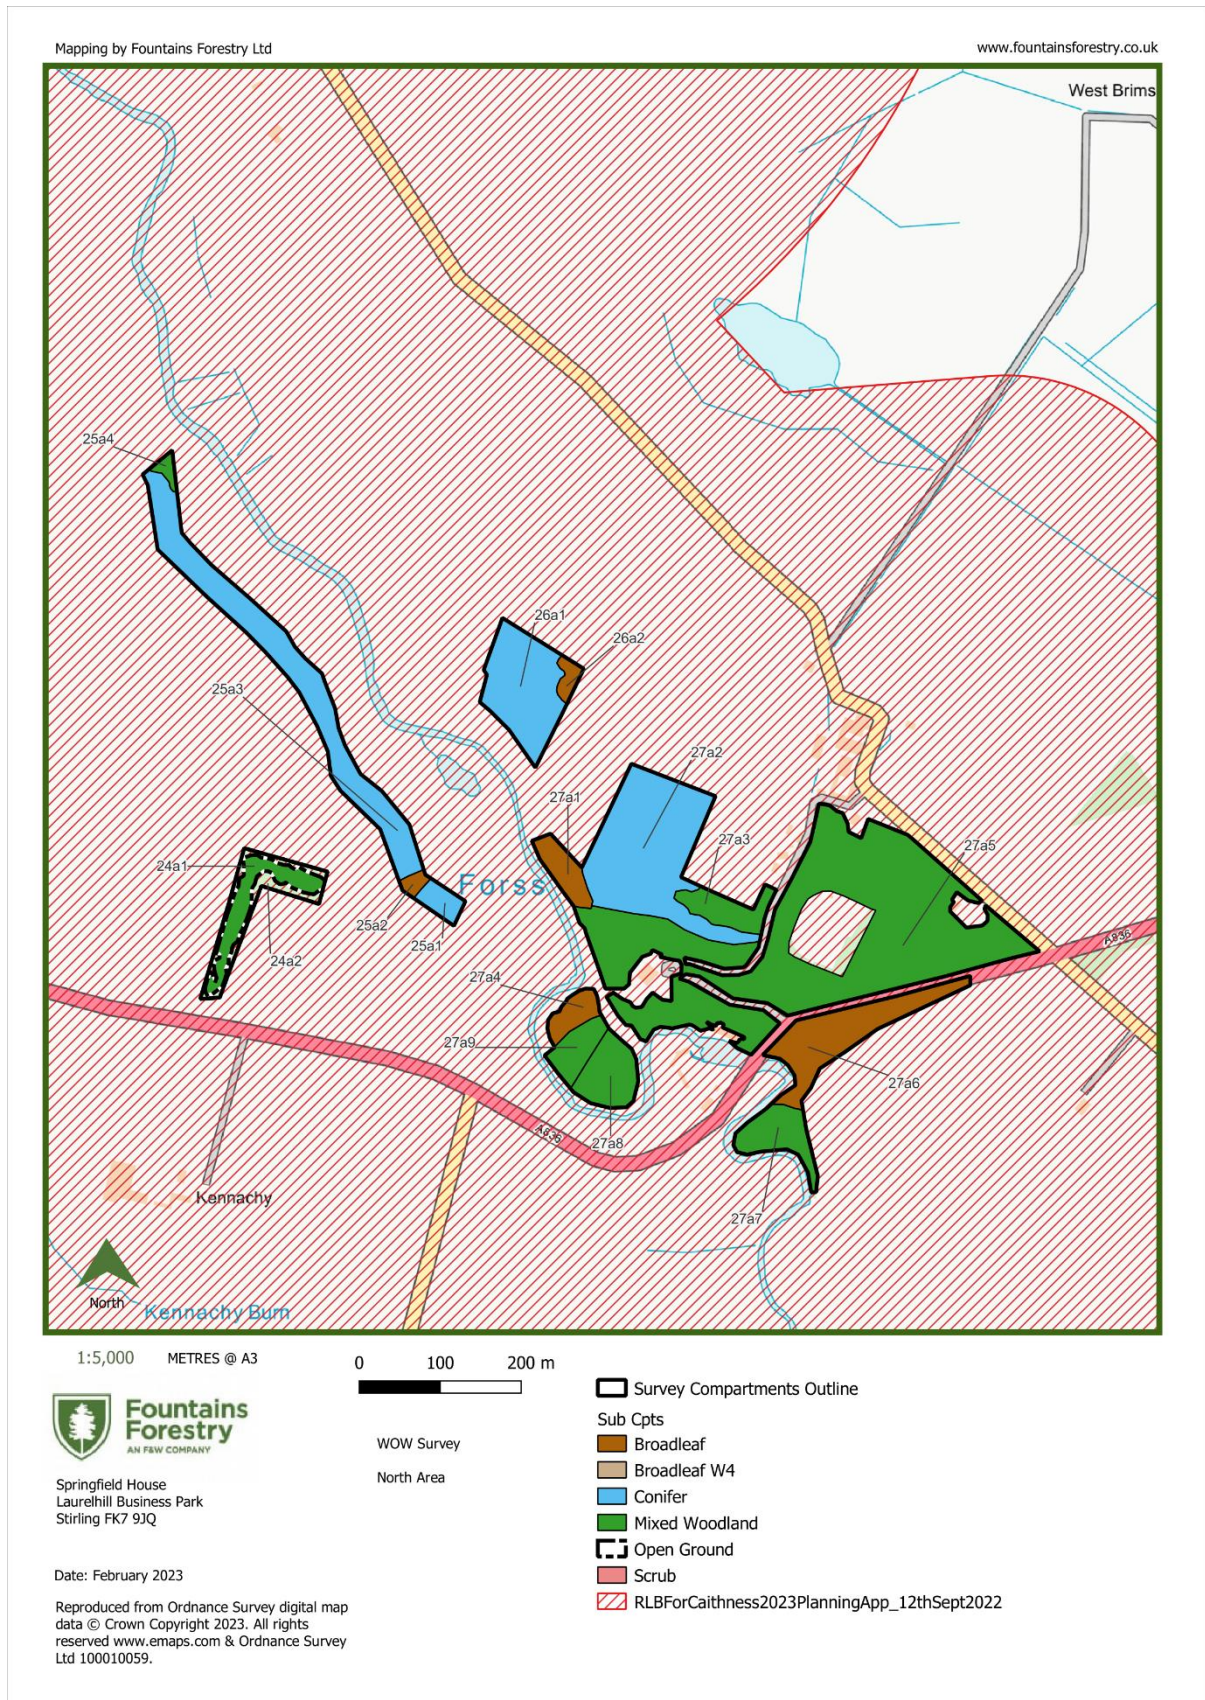 Mapping by Fountains Forestry Ltd
www.fountainsforestry.co.uk
West Brims
25a4
26a1
26a2
25a3
27a2
27a1
27a3
27a5
24a1
Forss
25a2
25a1
A836
24a2
27a4
27a9
27a6
A836
27a8
Kennachy
27a7
North
Kennachy Burn
1:5,000
METRES @ A3
0 100 200 m
Fountains
Forestry
AN F&W COMPANY
WOW Survey
North Area
Springfield House
Laurelhill Business Park
Stirling FK7 9JQ
Date: February 2023
Reproduced from Ordnance Survey digital map
data © Crown Copyright 2023. All rights
reserved www.emaps.com & Ordnance Survey
Ltd 100010059.
Survey Compartments Outline
Sub Cpts
Broadleaf
Broadleaf W4
Conifer
Mixed Woodland
Open Ground
Scrub
RLBForCaithness2023PlanningApp_12thSept2022